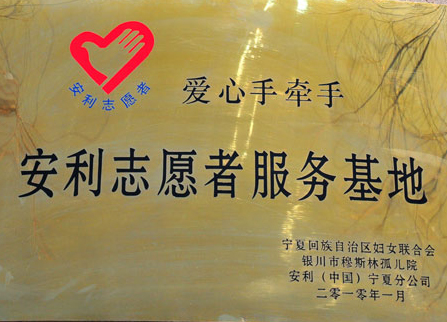 安利志愿者
爱心手牵手
安利志愿者服务基地
宁夏回族自治区妇女联合会
银川市穆斯林孤儿院
安利（中国）宁夏分公司
二零一零年一月